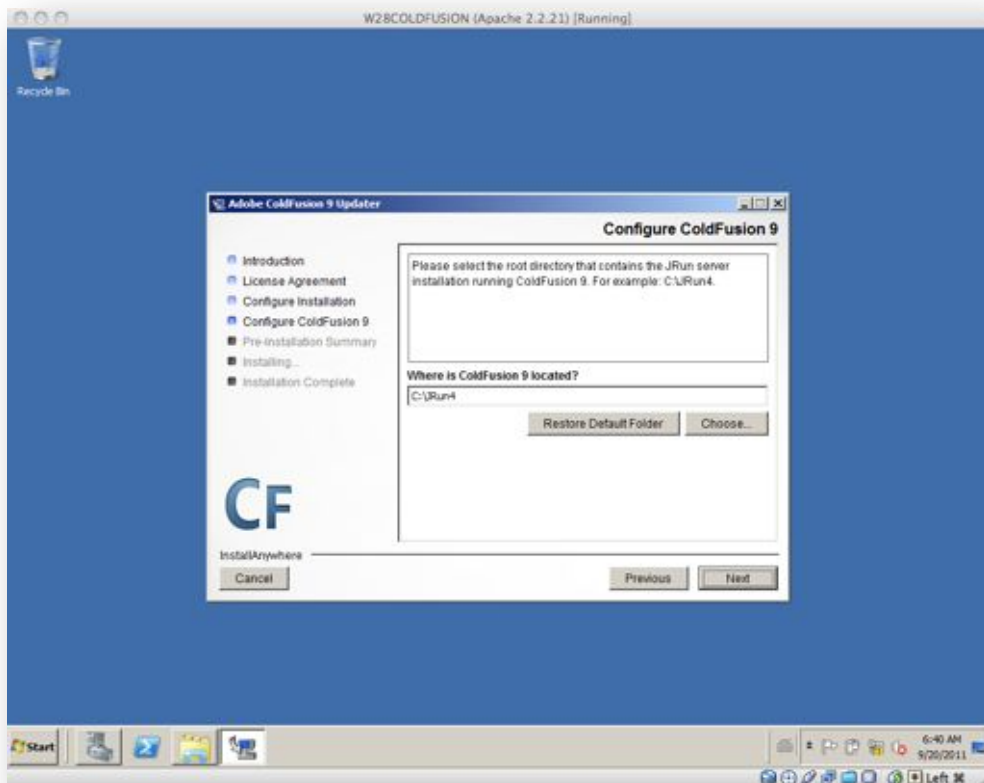 W28COLDFUSION (Apache 2.2.21) [Running]
Recycle Bin
Adobe ColdFusion 9 Updater
Configure ColdFusion 9
Introduction
License Agreement
Configure Installation
Configure ColdFusion 9
Pre-Installation Summary
Installing...
Installation Complete
Please select the root directory that contains the JRun server
installation running ColdFusion 9. For example: C:\JRun4.
Where is ColdFusion 9 located?
C:\JRun4
Restore Default Folder
Choose...
CF
InstallAnywhere
Cancel
Previous
Next
Start
6:40 AM
9/20/2011
Left ⌘